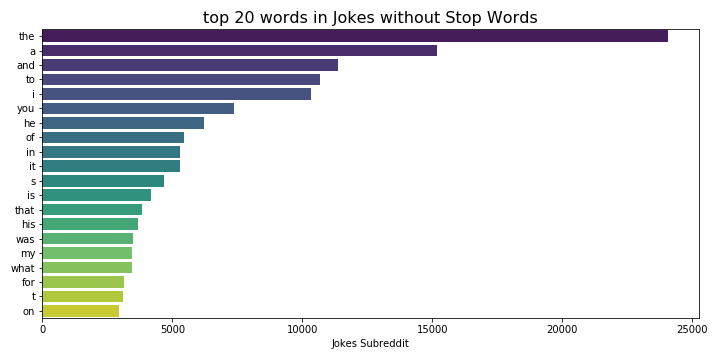 top 20 words in Jokes without Stop Words
the
a
and
to
i
you
he
of
in
it
s
is
that
his
was
my
what
for
t
on
0 5000 10000 15000 20000 25000
Jokes Subreddit